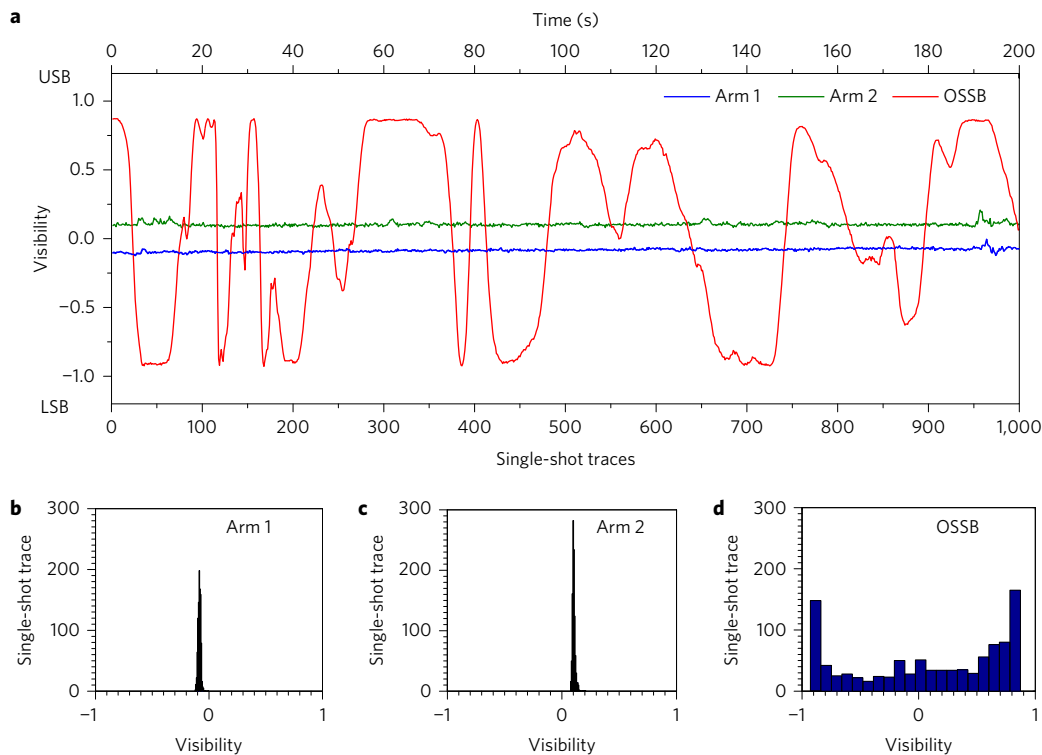 a
Time (s)
0 20 40 60 80 100 120 140 160 180 200
USB
Arm 1 Arm 2 OSSB
1.0
0.5
0.0
−0.5
−1.0
Visibility
LSB
0 100 200 300 400 500 600 700 800 900 1,000
Single-shot traces
b
300
200
100
0
Single-shot trace
Arm 1
−1 0 1
Visibility
c
300
200
100
0
Single-shot trace
Arm 2
−1 0 1
Visibility
d
300
200
100
0
Single-shot trace
OSSB
−1 0 1
Visibility